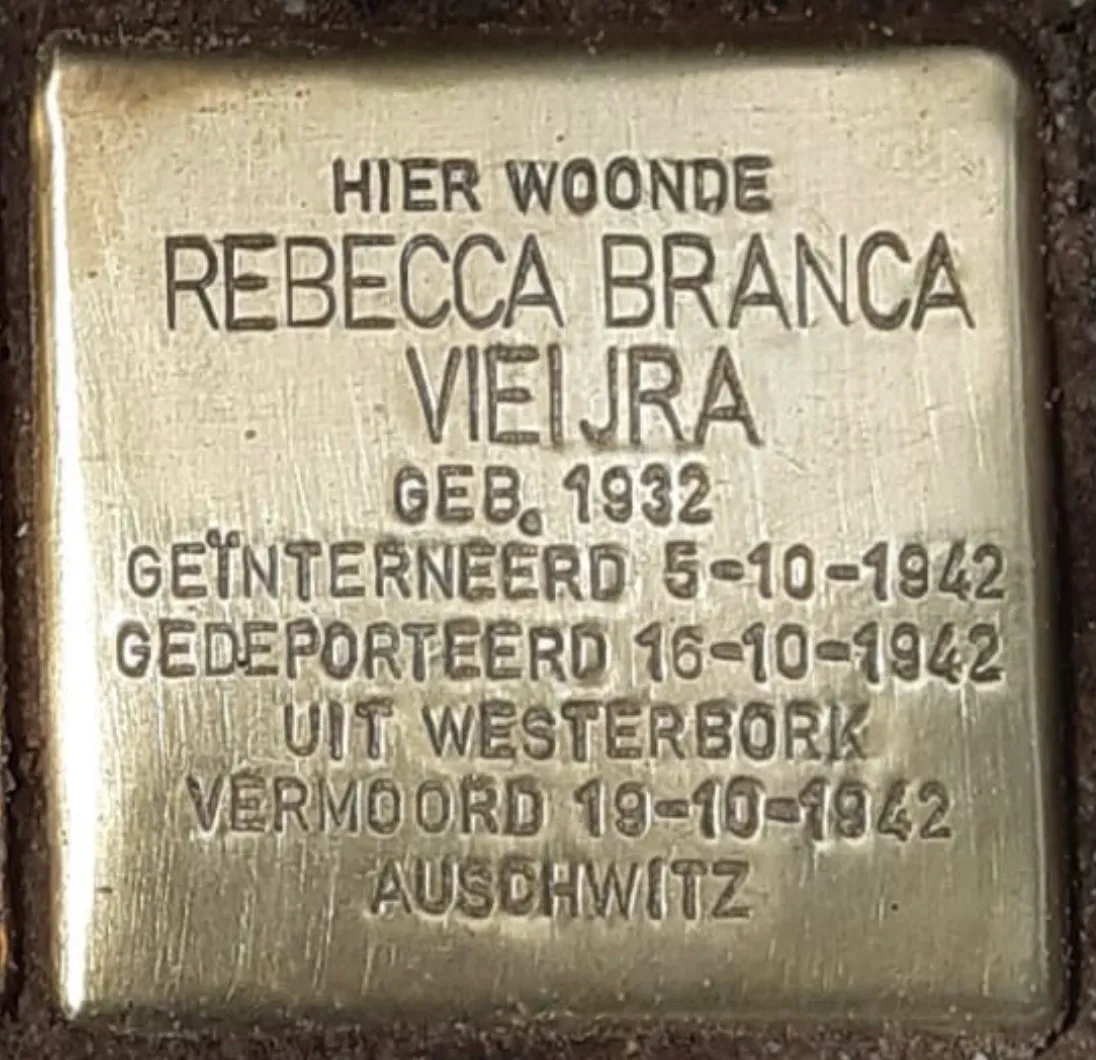 HIER WOONDE
REBECCA BRANCA
VIEIJRA
GEB. 1932
GEÏNTERNEERD 5-10-1942
GEDEPORTEERD 16-10-1942
UIT WESTERBORK
VERMOORD 19-10-1942
AUSCHWITZ